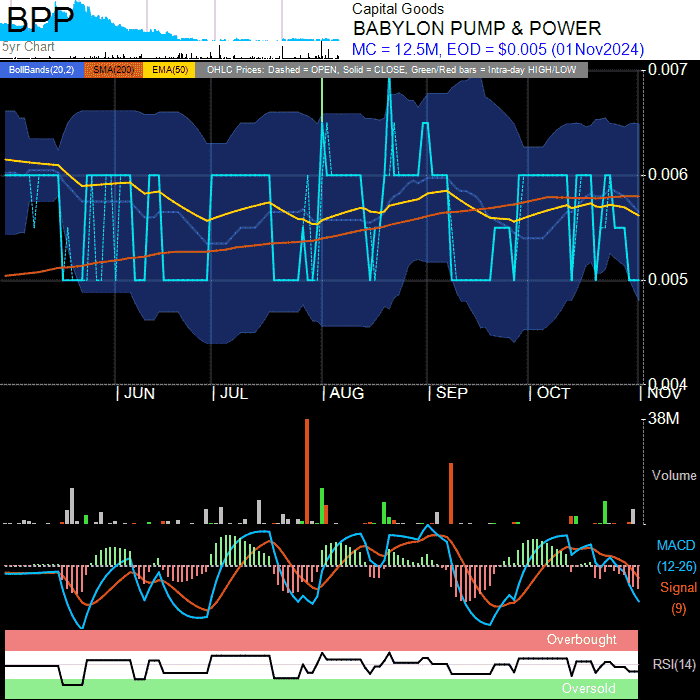 BPP
5yr Chart
Capital Goods
BABYLON PUMP & POWER
MC = 12.5M, EOD = $0.005 (01Nov2024)
BollBands(20,2) SMA(200) EMA(50) OHLC Prices: Dashed = OPEN, Solid = CLOSE, Green/Red bars = Intra-day HIGH/LOW
0.007
0.006
0.005
0.004
| JUN | JUL | AUG | SEP | OCT | NOV
38M
Volume
MACD
(12-26)
Signal
(9)
Overbought
RSI(14)
Oversold